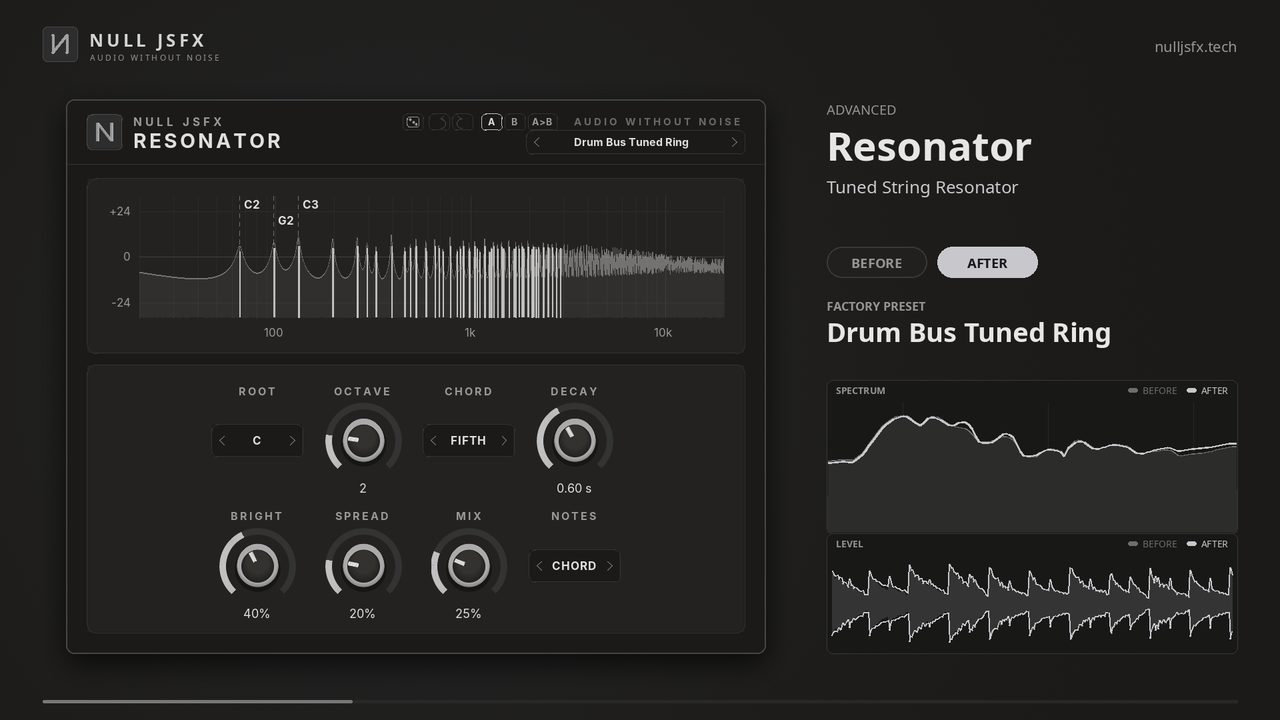 NULL JSFX
AUDIO WITHOUT NOISE
nulljsfx.tech
N
NULL JSFX
RESONATOR
A
B
A>B
AUDIO WITHOUT NOISE
Drum Bus Tuned Ring
C2
G2
C3
+24
0
-24
100
1k
10k
ROOT
OCTAVE
CHORD
DECAY
C
FIFTH
2
0.60 s
BRIGHT
SPREAD
MIX
NOTES
CHORD
40%
20%
25%
ADVANCED
Resonator
Tuned String Resonator
BEFORE
AFTER
FACTORY PRESET
Drum Bus Tuned Ring
SPECTRUM
BEFORE
AFTER
LEVEL
BEFORE
AFTER